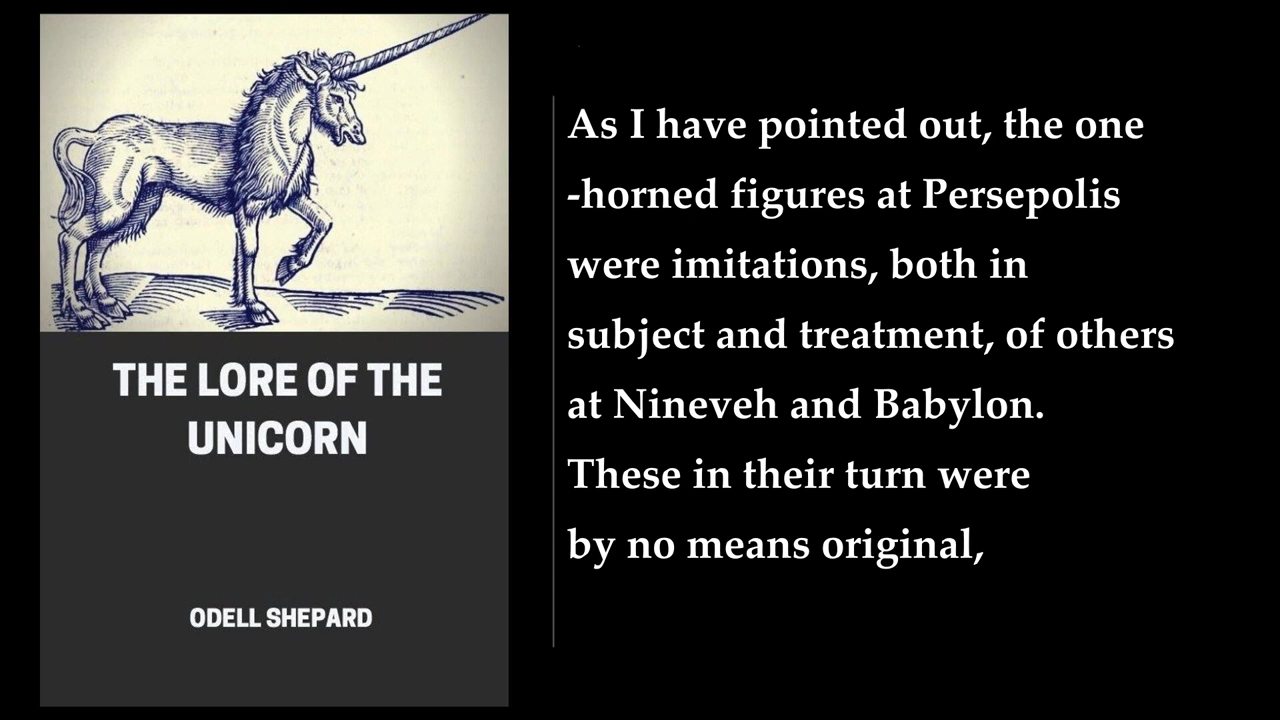 THE LORE OF THE
UNICORN
ODELL SHEPARD
As I have pointed out, the one
-horned figures at Persepolis
were imitations, both in
subject and treatment, of others
at Nineveh and Babylon.
These in their turn were
by no means original,